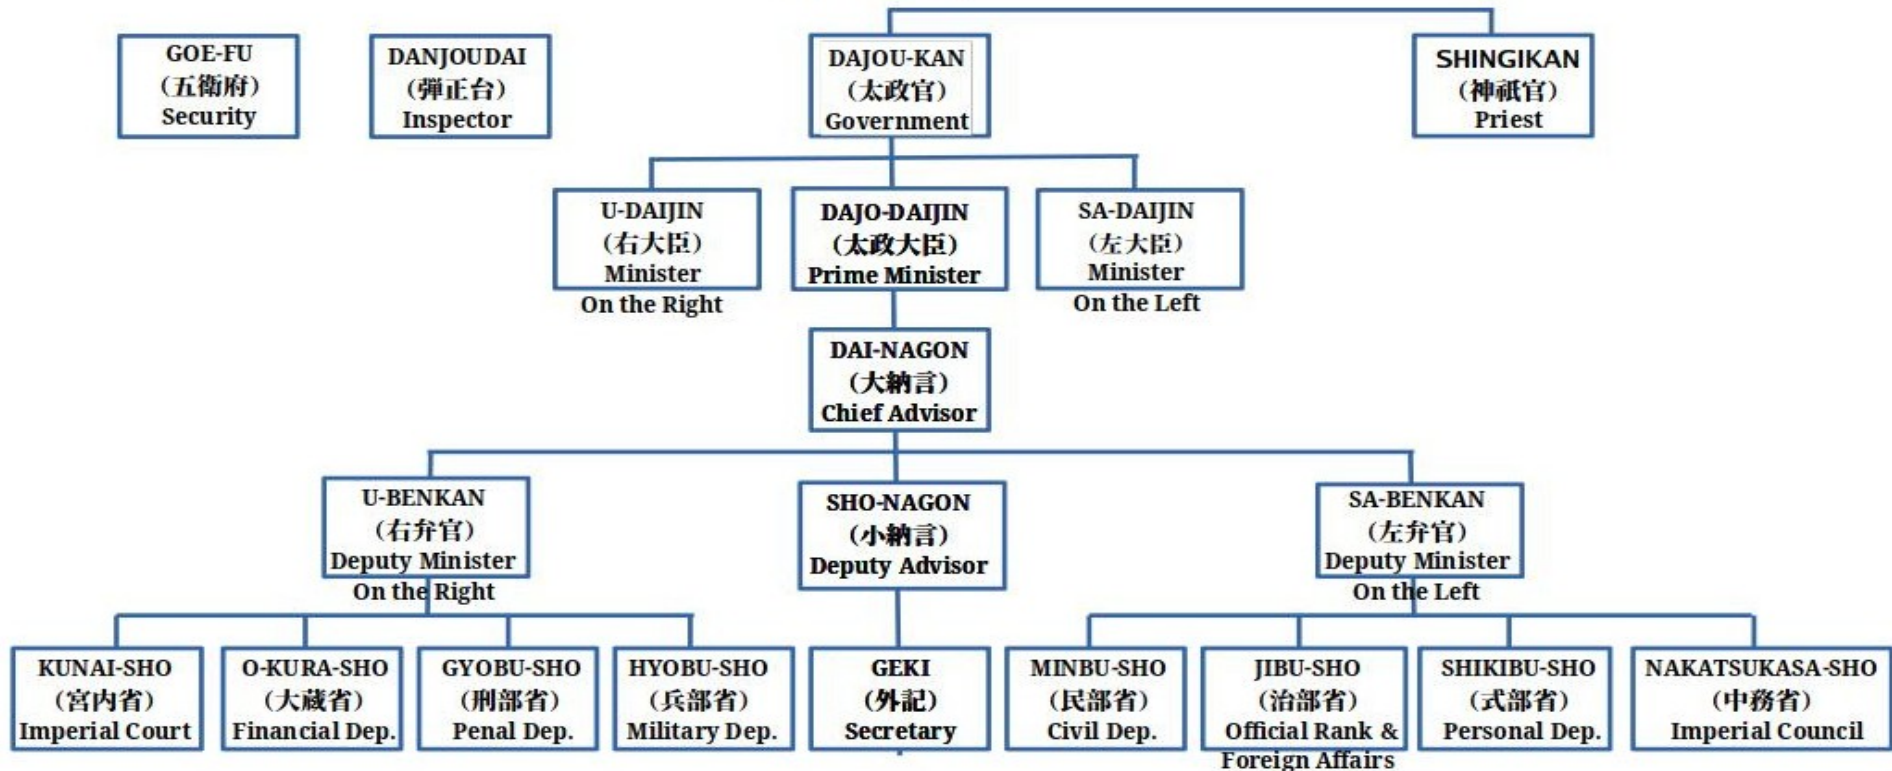 GOE-FU
（五衛府）
Security
DANJOUDAI
（弾正台）
Inspector
DAJOU-KAN
（太政官）
Government
SHINGIKAN
（神祇官）
Priest
U-DAIJIN
（右大臣）
Minister
On the Right
DAJO-DAIJIN
（太政大臣）
Prime Minister
SA-DAIJIN
（左大臣）
Minister
On the Left
DAI-NAGON
（大納言）
Chief Advisor
U-BENKAN
（右弁官）
Deputy Minister
On the Right
SHO-NAGON
（小納言）
Deputy Advisor
SA-BENKAN
（左弁官）
Deputy Minister
On the Left
KUNAI-SHO
（宮内省）
Imperial Court
O-KURA-SHO
（大蔵省）
Financial Dep.
GYOBU-SHO
（刑部省）
Penal Dep.
HYOBU-SHO
（兵部省）
Military Dep.
GEKI
（外記）
Secretary
MINBU-SHO
（民部省）
Civil Dep.
JIBU-SHO
（治部省）
Official Rank &
Foreign Affairs
SHIKIBU-SHO
（式部省）
Personal Dep.
NAKATSUKASA-SHO
（中務省）
Imperial Council